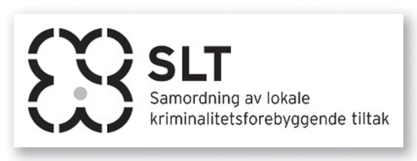 SLT
Samordning av lokale
kriminalitetsforebyggende tiltak